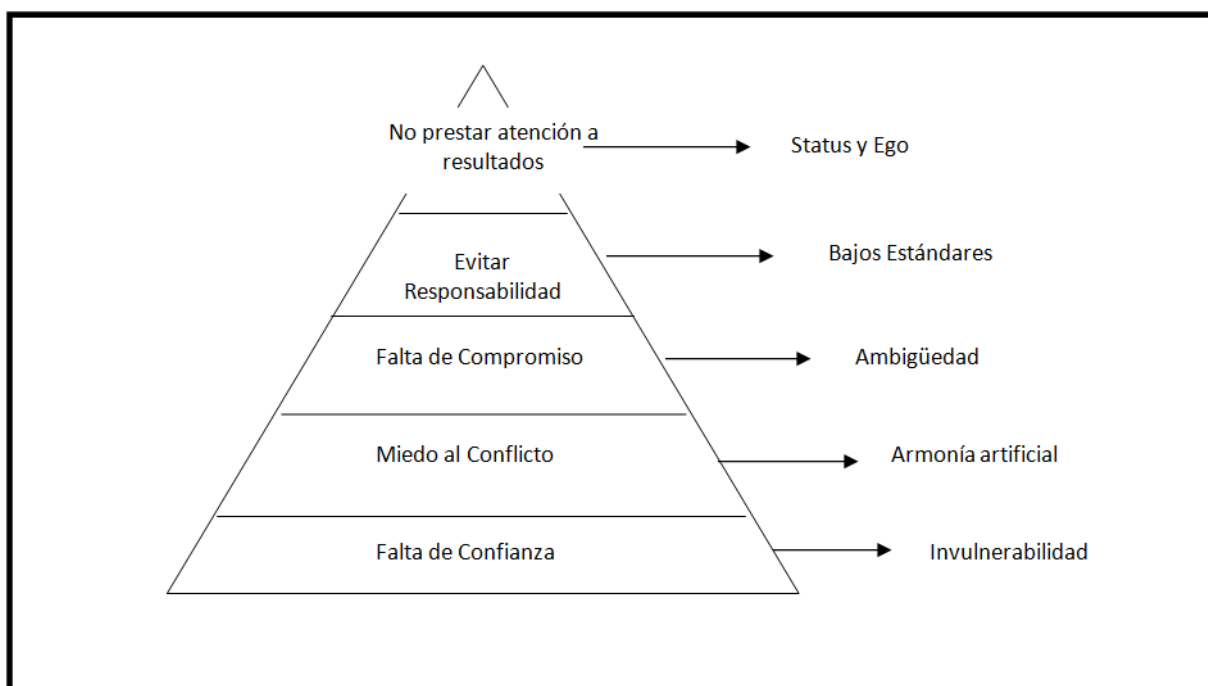 No prestar atención a
resultados
Status y Ego
Evitar
Responsabilidad
Bajos Estándares
Falta de Compromiso
Ambigüedad
Miedo al Conflicto
Armonía artificial
Falta de Confianza
Invulnerabilidad